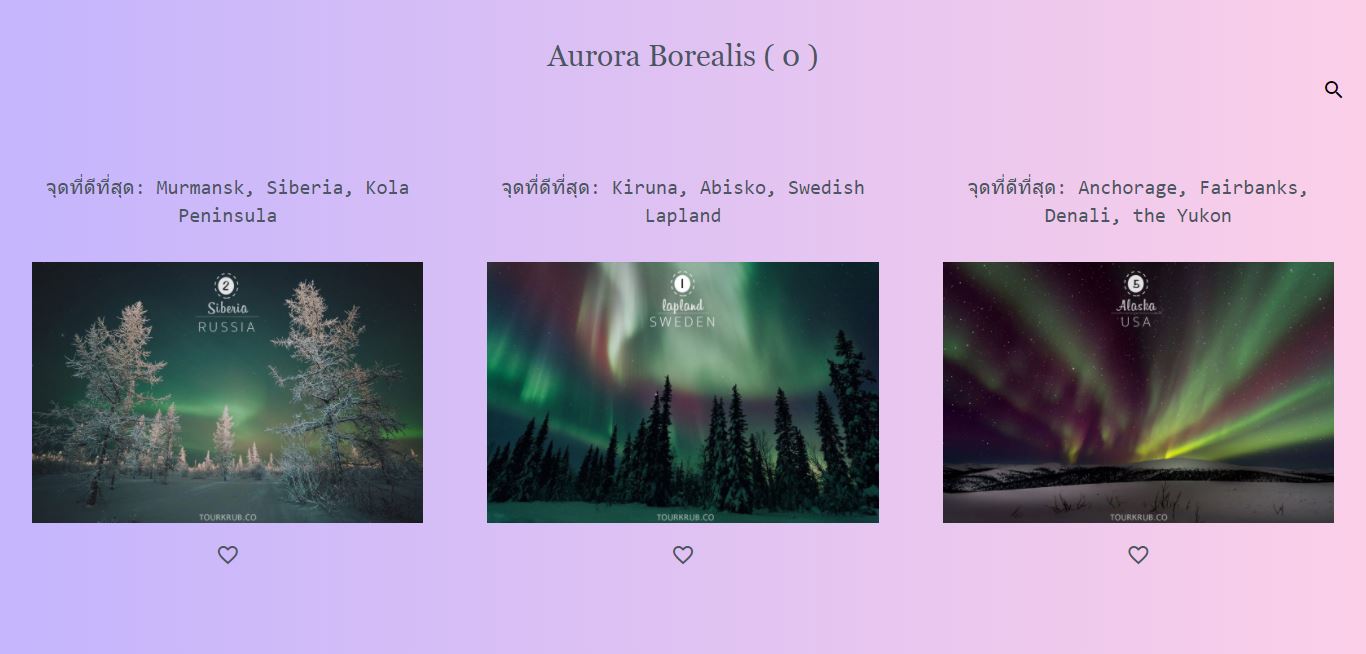 Aurora Borealis ( 0 )
จุดที่ดีที่สุด: Murmansk, Siberia, Kola
Peninsula
2
Siberia
RUSSIA
TOURKRUB.CO
จุดที่ดีที่สุด: Kiruna, Abisko, Swedish
Lapland
1
lapland
SWEDEN
TOURKRUB.CO
จุดที่ดีที่สุด: Anchorage, Fairbanks,
Denali, the Yukon
5
Alaska
USA
TOURKRUB.CO